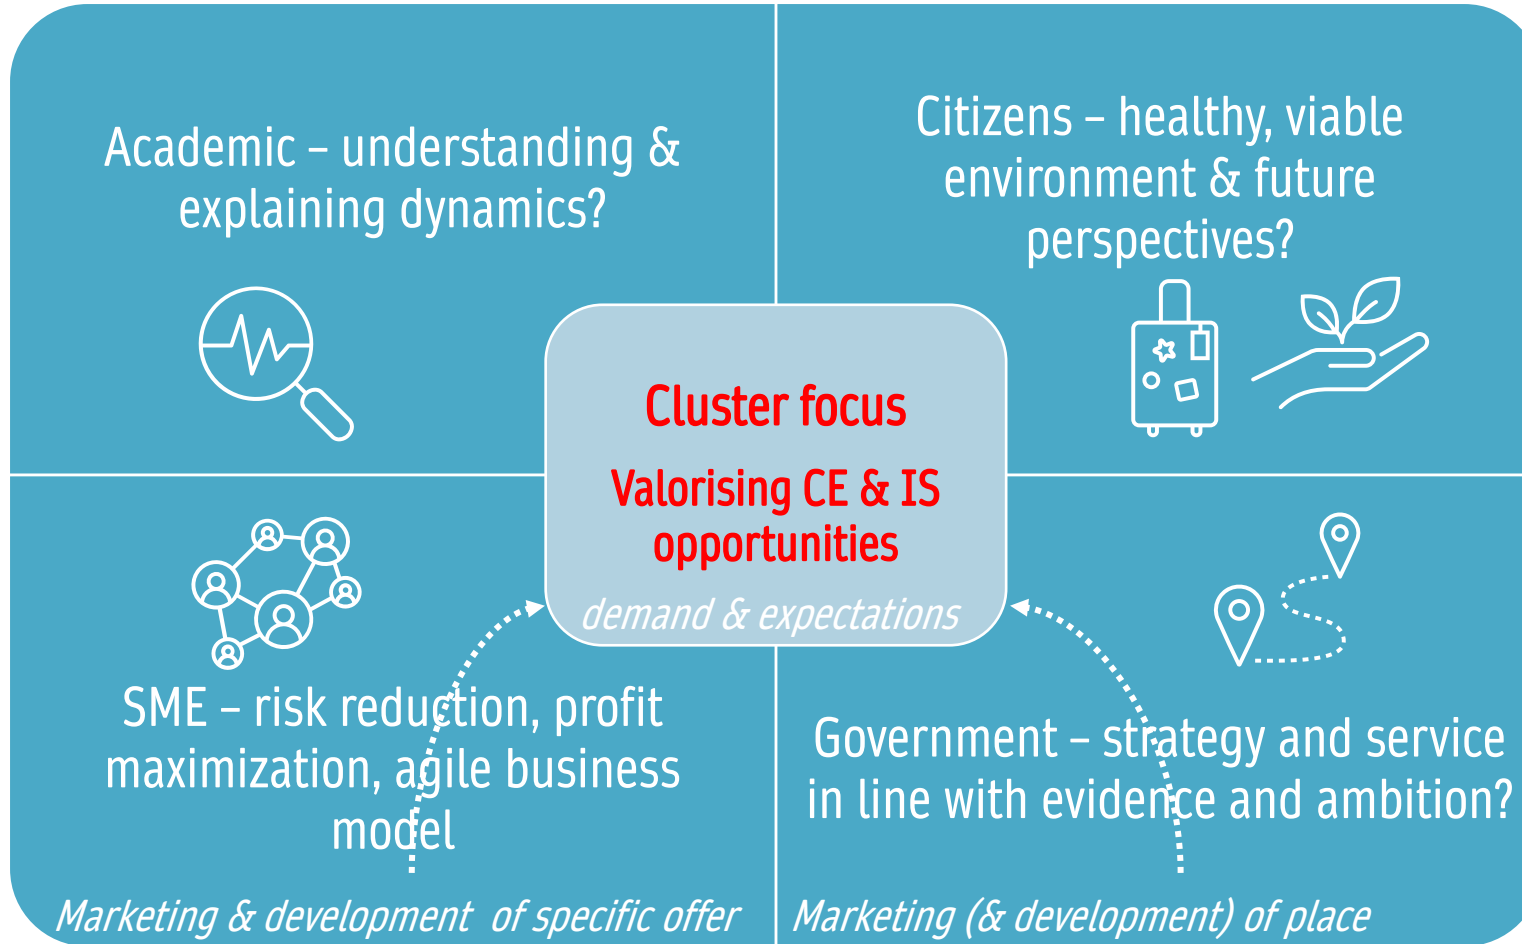 Academic – understanding &
explaining dynamics?
Citizens – healthy, viable
environment & future
perspectives?
Cluster focus
Valorising CE & IS
opportunities
demand & expectations
SME – risk reduction, profit
maximization, agile business
model
Government – strategy and service
in line with evidence and ambition?
Marketing & development of specific offer
Marketing (& development) of place